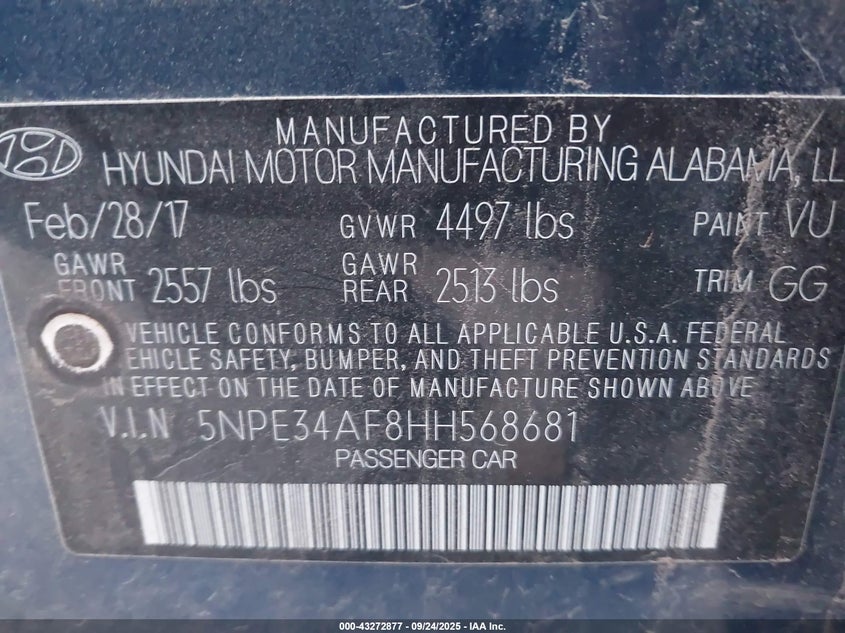 MANUFACTURED BY
HYUNDAI MOTOR MANUFACTURING ALABAMA, LL
Feb/28/17 GVWR 4497 lbs PAINT VU
GAWR FRONT 2557 lbs GAWR REAR 2513 lbs TRIM GG
VEHICLE CONFORMS TO ALL APPLICABLE U.S.A. FEDERAL
VEHICLE SAFETY, BUMPER, AND THEFT PREVENTION STANDARDS
IN EFFECT ON THE DATE OF MANUFACTURE SHOWN ABOVE
V.I.N 5NPE34AF8HH568681
PASSENGER CAR
000-43272877 - 09/24/2025 - IAA Inc.